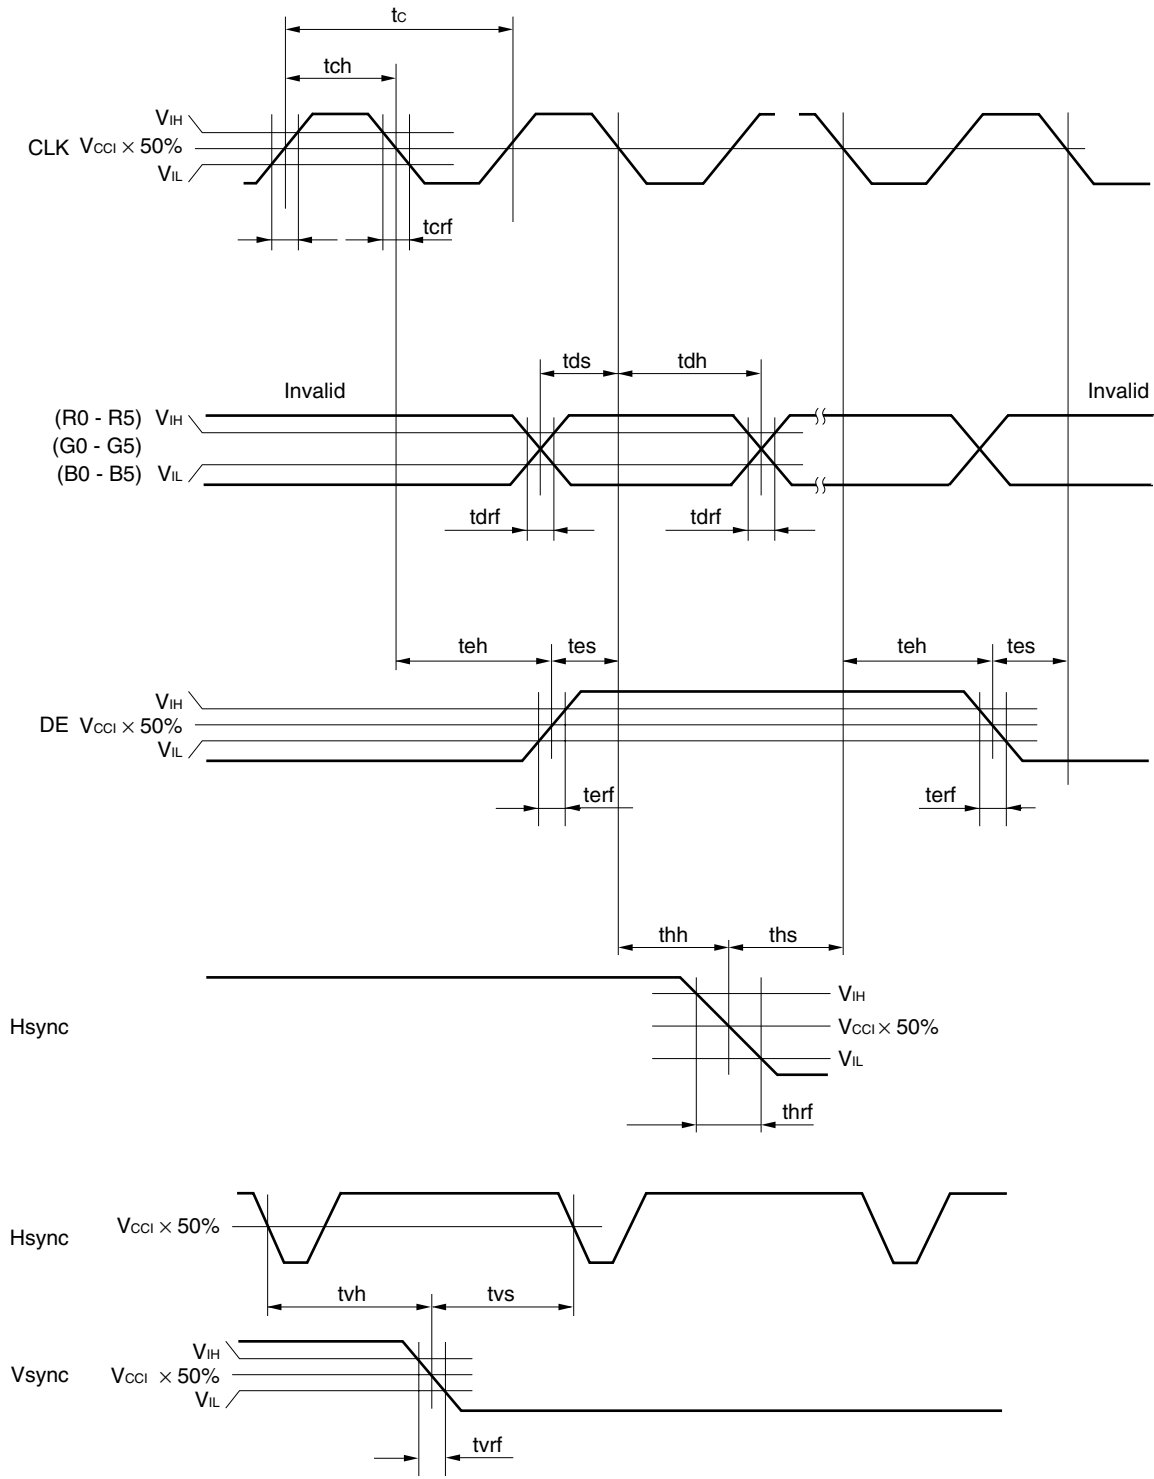 tc
tch
VIH
CLK VCCI × 50%
VIL
tcrf
tds tdh
Invalid Invalid
(R0 - R5) VIH
(G0 - G5)
(B0 - B5) VIL
tdrf tdrf
teh tes teh tes
VIH
DE VCCI × 50%
VIL
terf terf
thh ths
VIH
Hsync VCCI × 50%
VIL
thrf
VCCI × 50%
Hsync
tvh tvs
VIH
Vsync VCCI × 50%
VIL
tvrf